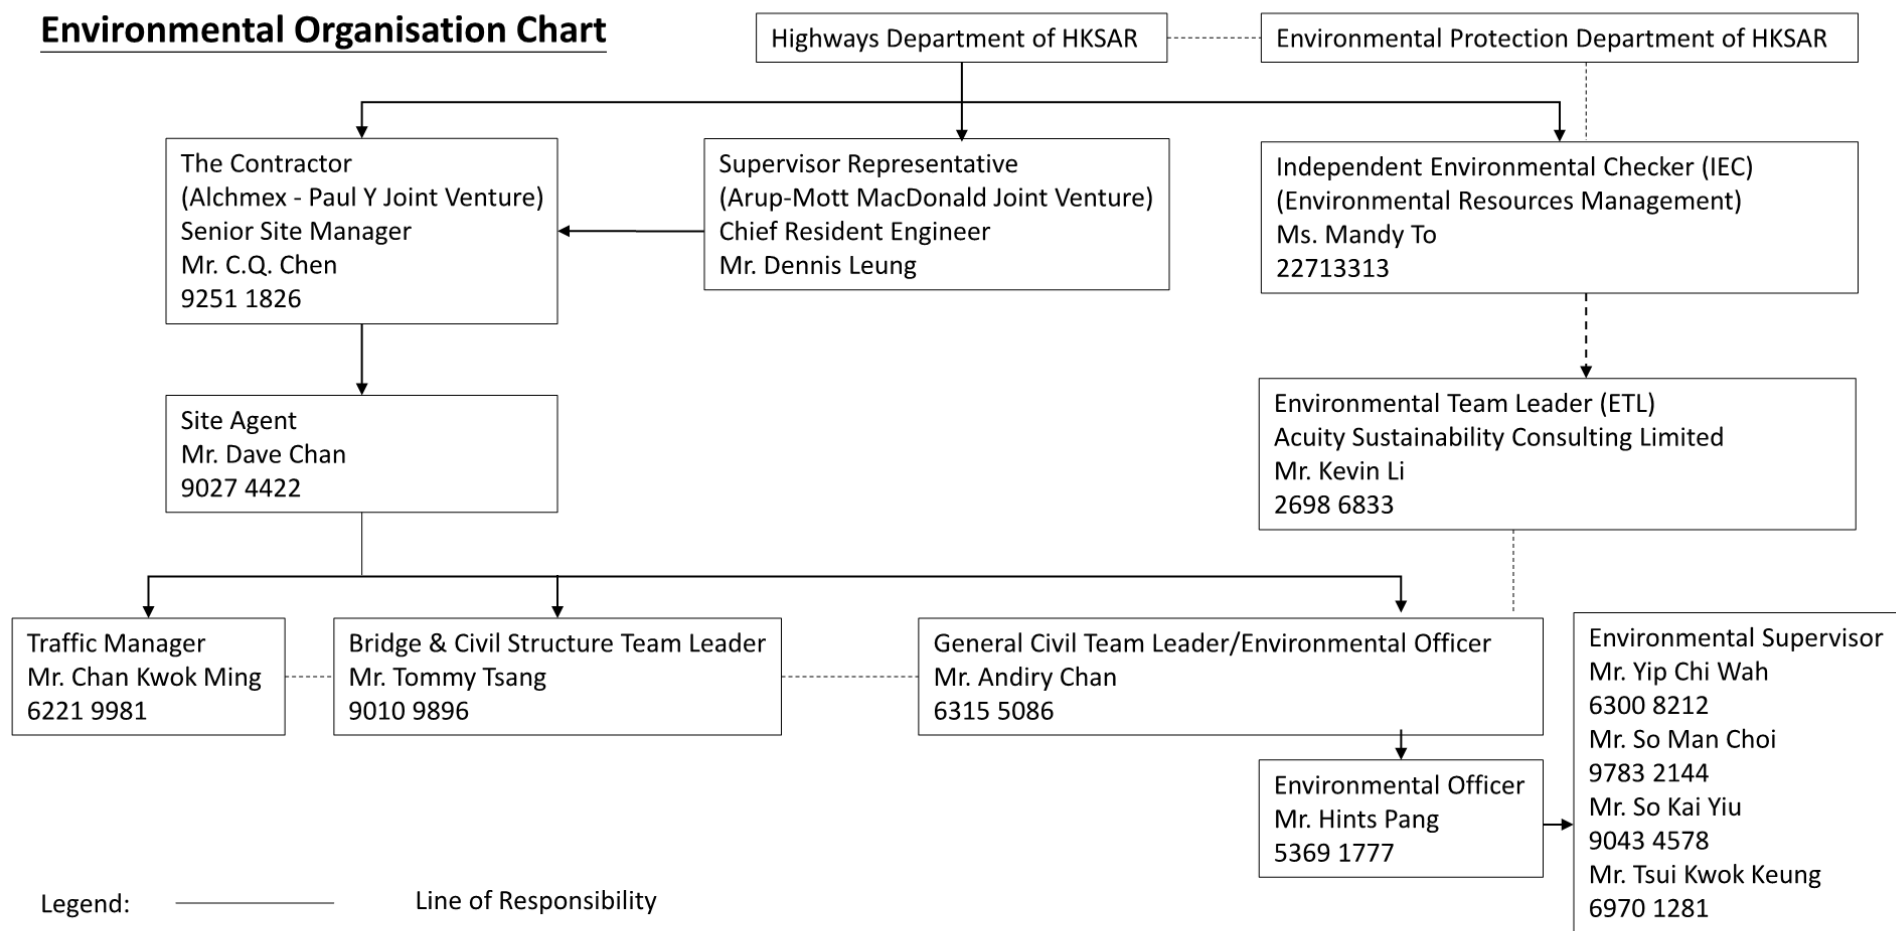 Environmental Organisation Chart
Highways Department of HKSAR
Environmental Protection Department of HKSAR
The Contractor
(Alchmex - Paul Y Joint Venture)
Senior Site Manager
Mr. C.Q. Chen
9251 1826
Supervisor Representative
(Arup-Mott MacDonald Joint Venture)
Chief Resident Engineer
Mr. Dennis Leung
Independent Environmental Checker (IEC)
(Environmental Resources Management)
Ms. Mandy To
22713313
Site Agent
Mr. Dave Chan
9027 4422
Environmental Team Leader (ETL)
Acuity Sustainability Consulting Limited
Mr. Kevin Li
2698 6833
Traffic Manager
Mr. Chan Kwok Ming
6221 9981
Bridge & Civil Structure Team Leader
Mr. Tommy Tsang
9010 9896
General Civil Team Leader/Environmental Officer
Mr. Andiry Chan
6315 5086
Environmental Officer
Mr. Hints Pang
5369 1777
Environmental Supervisor
Mr. Yip Chi Wah
6300 8212
Mr. So Man Choi
9783 2144
Mr. So Kai Yiu
9043 4578
Mr. Tsui Kwok Keung
6970 1281
Legend:
Line of Responsibility